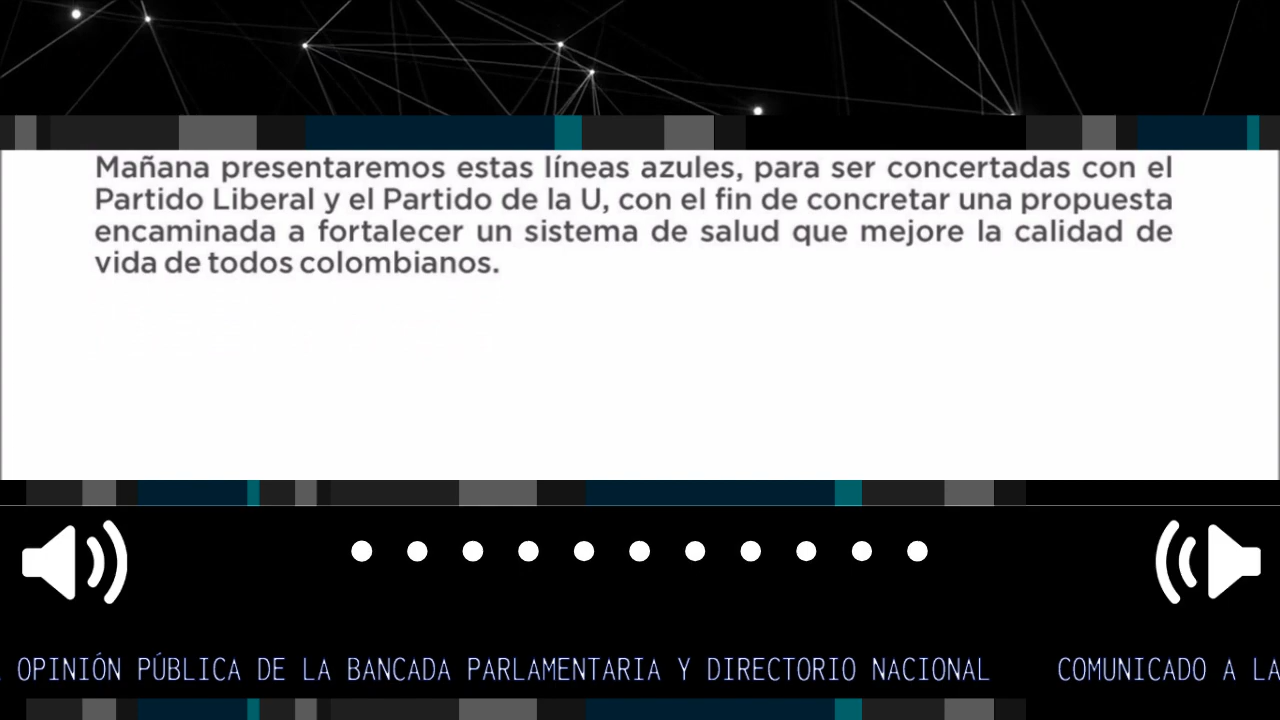 Mañana presentaremos estas líneas azules, para ser concertadas con el
Partido Liberal y el Partido de la U, con el fin de concretar una propuesta
encaminada a fortalecer un sistema de salud que mejore la calidad de
vida de todos colombianos.
OPINIÓN PÚBLICA DE LA BANCADA PARLAMENTARIA Y DIRECTORIO NACIONAL COMUNICADO A LA